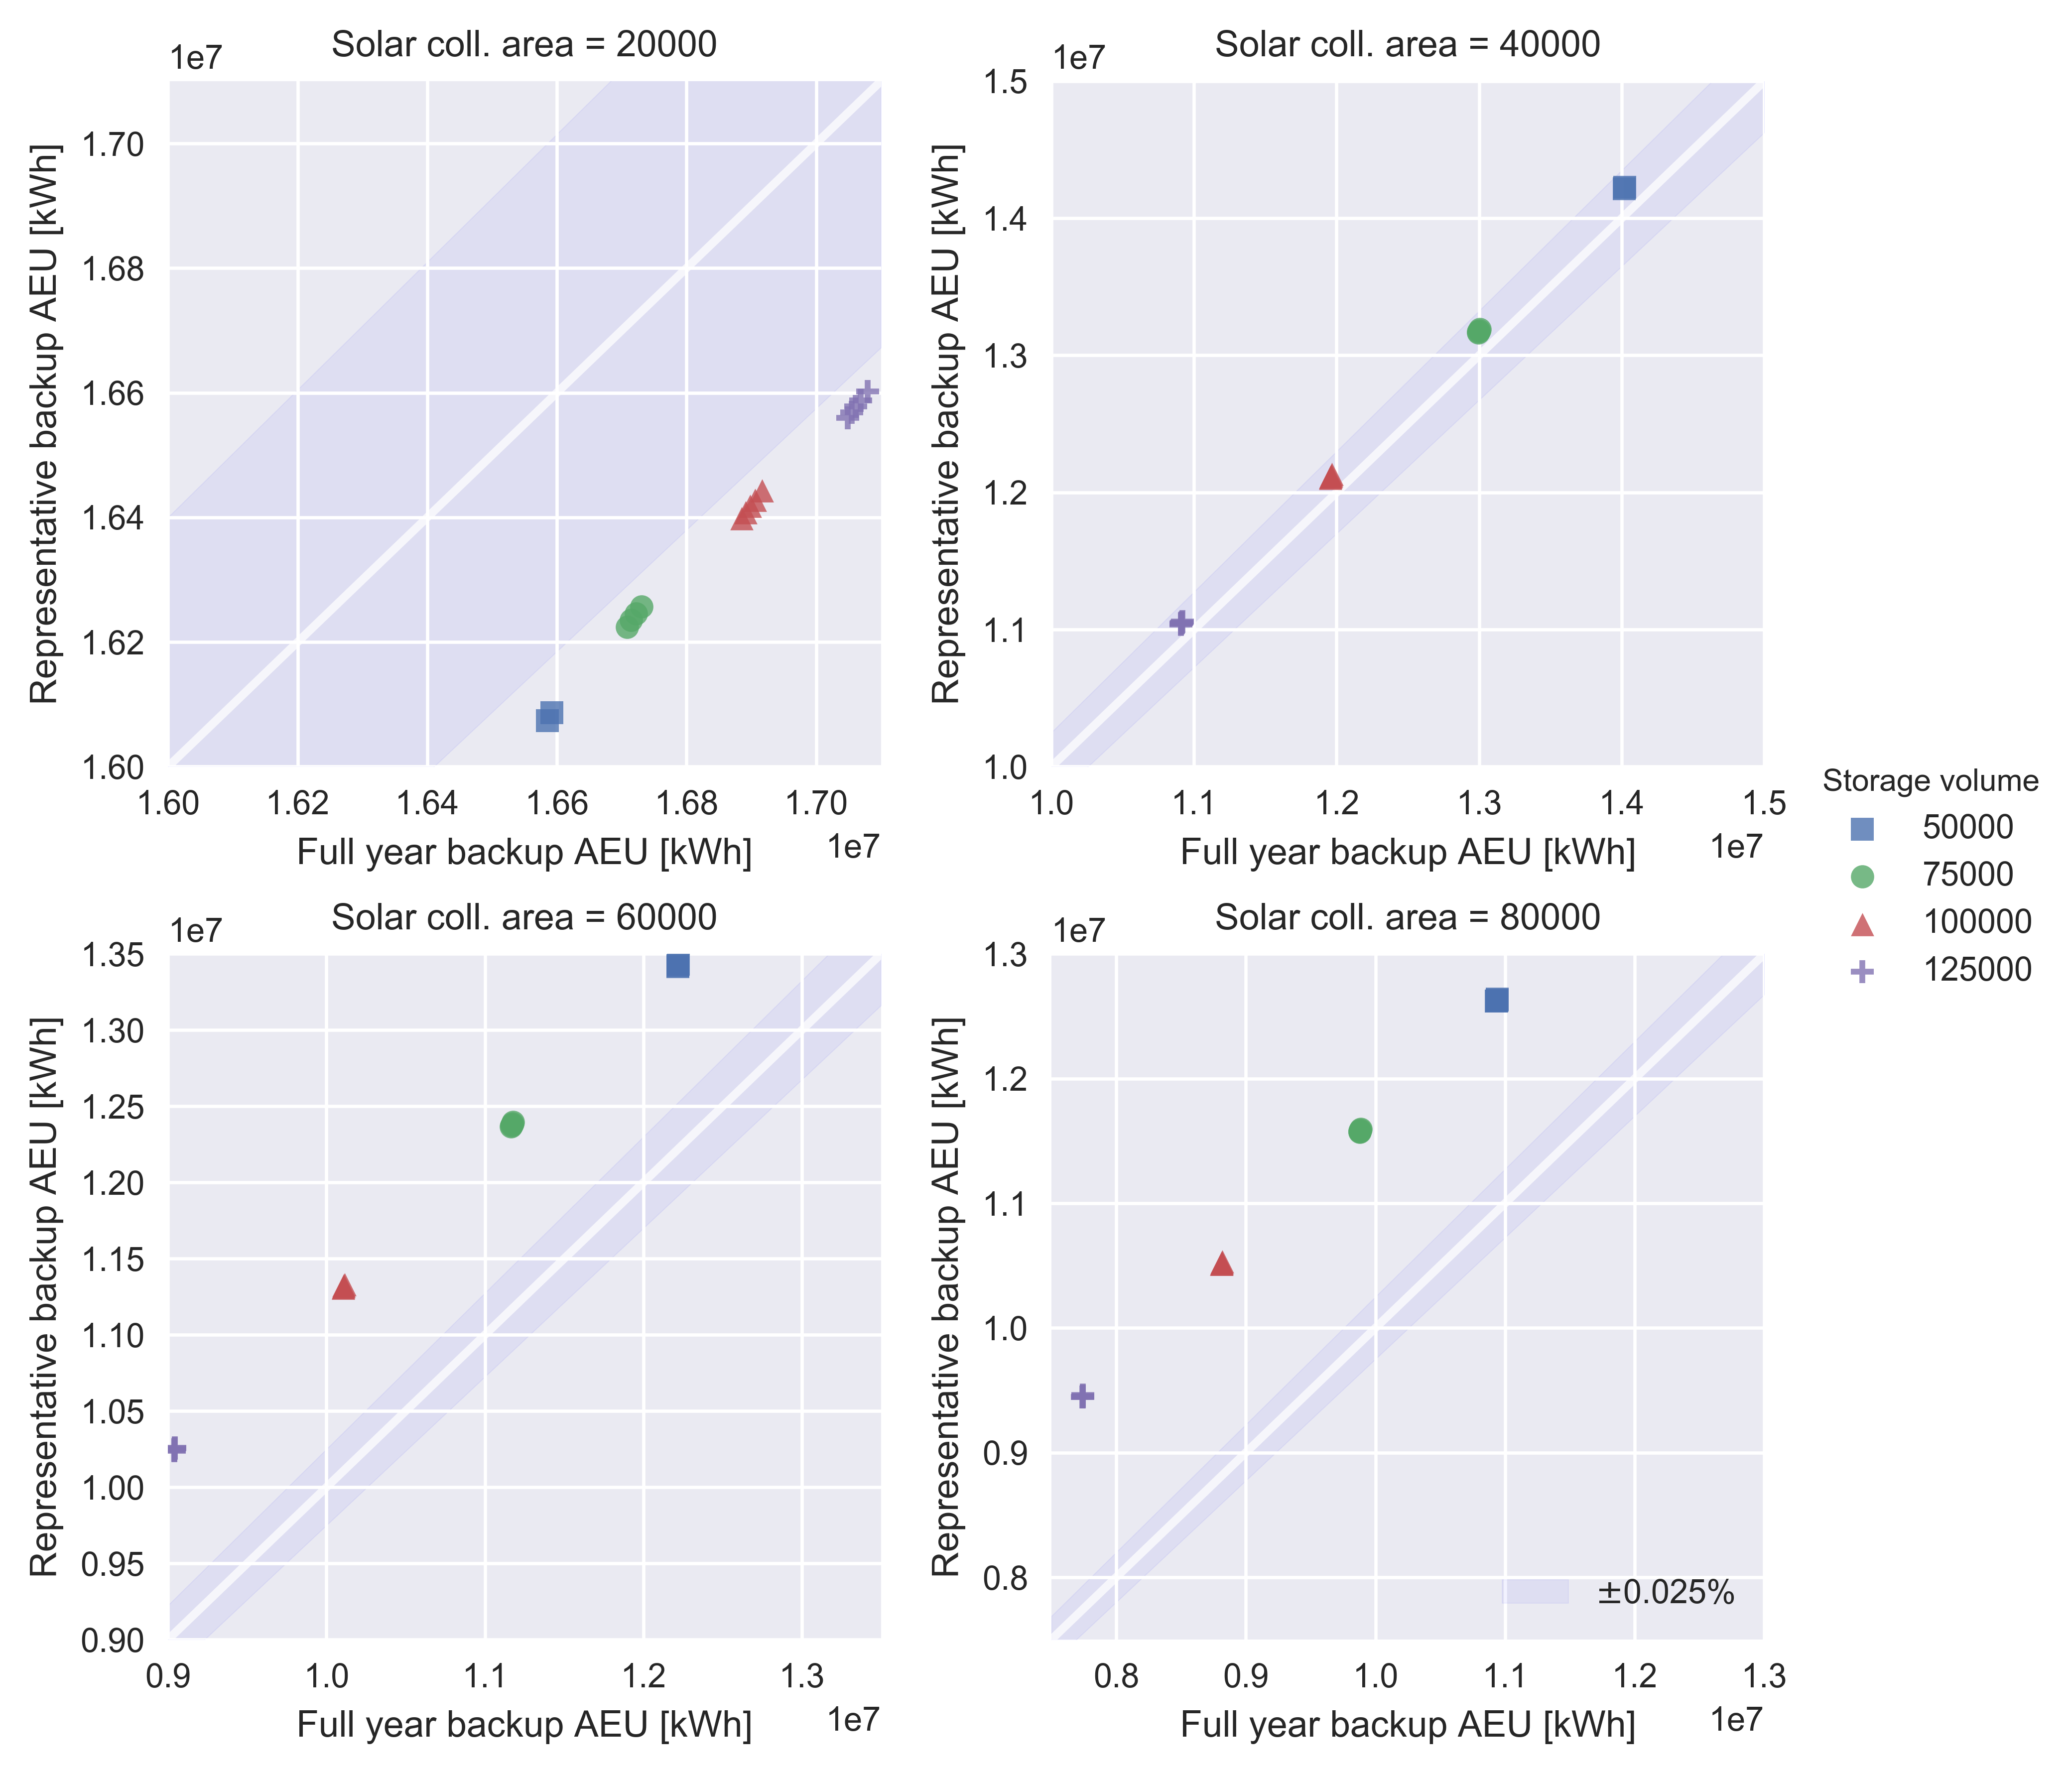 Solar coll. area = 20000
1e7
1.70
1.68
1.66
1.64
1.62
1.60
Representative backup AEU [kWh]
1.60 1.62 1.64 1.66 1.68 1.70
Full year backup AEU [kWh]
1e7
Solar coll. area = 40000
1e7
1.5
1.4
1.3
1.2
1.1
1.0
Representative backup AEU [kWh]
1.0 1.1 1.2 1.3 1.4 1.5
Full year backup AEU [kWh]
1e7
Storage volume
50000
75000
100000
125000
Solar coll. area = 60000
1e7
1.35
1.30
1.25
1.20
1.15
1.10
1.05
1.00
0.95
0.90
Representative backup AEU [kWh]
0.9 1.0 1.1 1.2 1.3
Full year backup AEU [kWh]
1e7
Solar coll. area = 80000
1e7
1.3
1.2
1.1
1.0
0.9
0.8
Representative backup AEU [kWh]
±0.025%
0.8 0.9 1.0 1.1 1.2 1.3
Full year backup AEU [kWh]
1e7